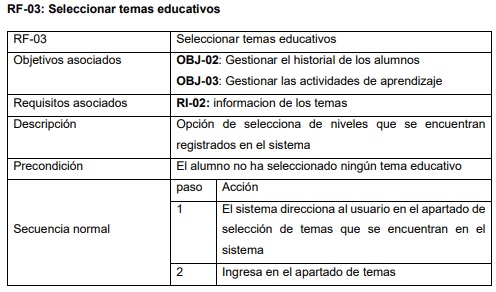 RF-03: Seleccionar temas educativos
RF-03 Seleccionar temas educativos
Objetivos asociados OBJ-02: Gestionar el historial de los alumnos
OBJ-03: Gestionar las actividades de aprendizaje
Requisitos asociados RI-02: informacion de los temas
Descripción Opción de selecciona de niveles que se encuentran
registrados en el sistema
Precondición El alumno no ha seleccionado ningún tema educativo
Secuencia normal
paso Acción
1 El sistema direcciona al usuario en el apartado de
selección de temas que se encuentran en el
sistema
2 Ingresa en el apartado de temas